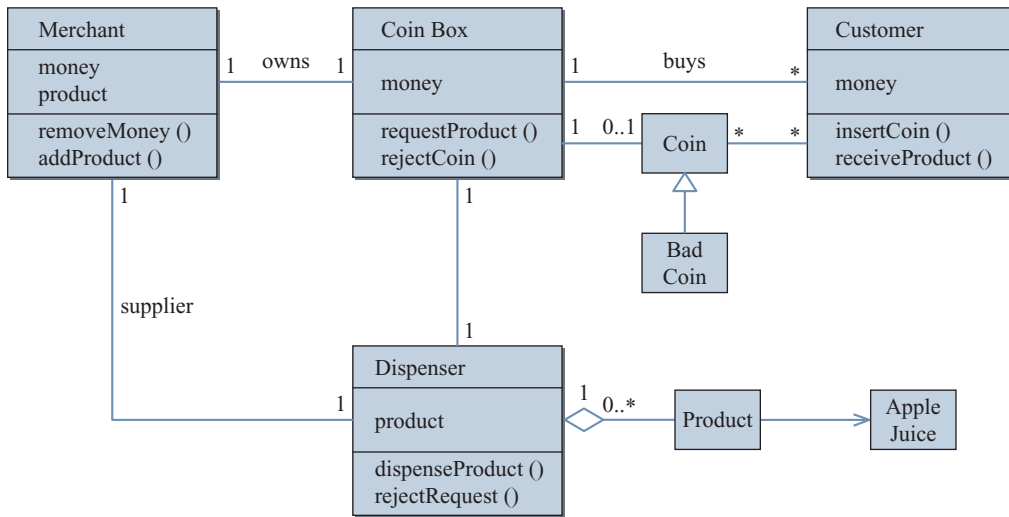 Merchant
money
product
removeMoney ()
addProduct ()
1
owns
1
Coin Box
money
requestProduct ()
rejectCoin ()
1
buys
*
1
0..1
Coin
*
*
Customer
money
insertCoin ()
receiveProduct ()
Bad
Coin
1
supplier
1
1
1
Dispenser
product
dispenseProduct ()
rejectRequest ()
1
0..*
Product
Apple
Juice